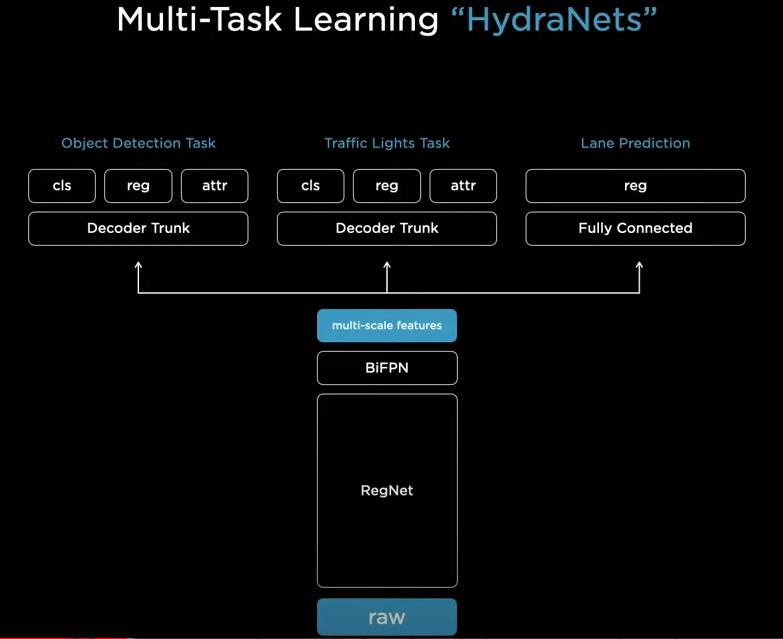 Multi-Task Learning “HydraNets”
Object Detection Task
Traffic Lights Task
Lane Prediction
cls
reg
attr
cls
reg
attr
reg
Decoder Trunk
Decoder Trunk
Fully Connected
multi-scale features
BiFPN
RegNet
raw